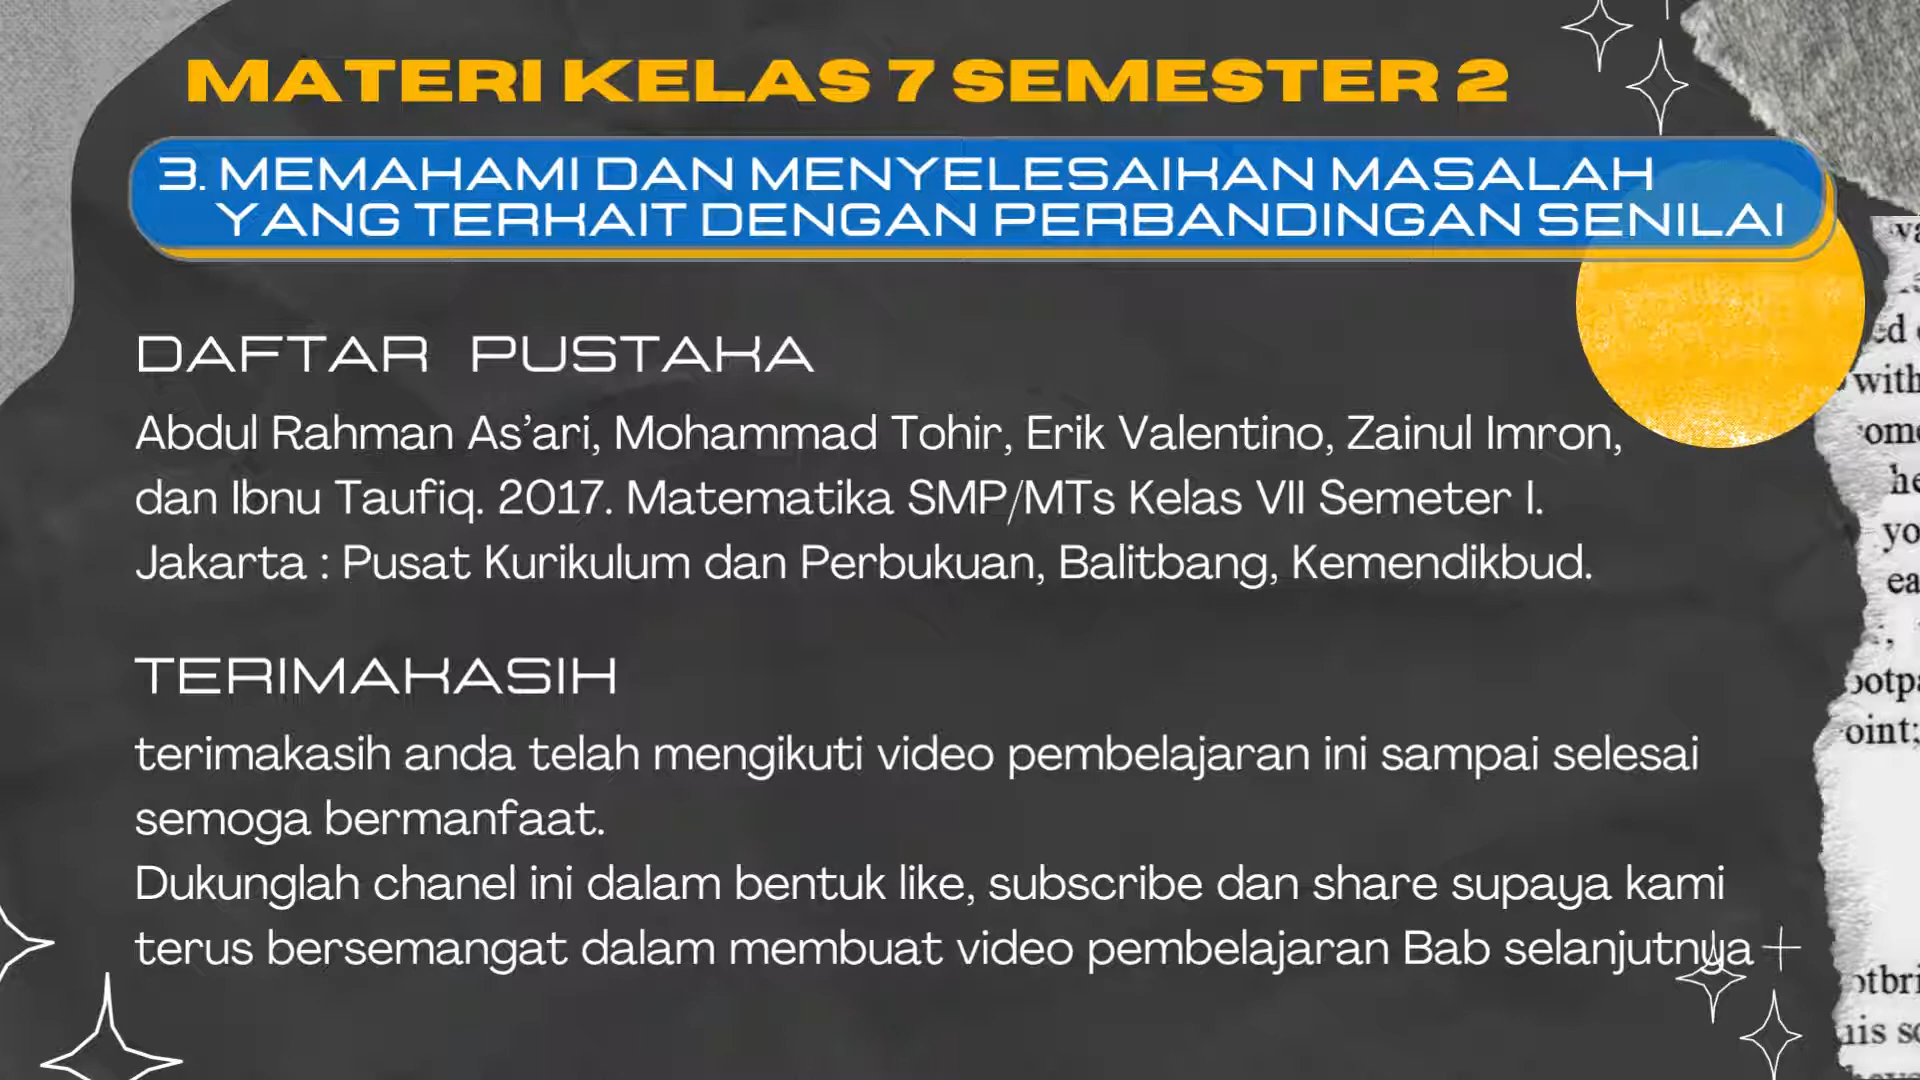 MATERI KELAS 7 SEMESTER 2
3. MEMAHAMI DAN MENYELESAIKAN MASALAH
YANG TERKAIT DENGAN PERBANDINGAN SENILAI
DAFTAR PUSTAKA
Abdul Rahman As’ari, Mohammad Tohir, Erik Valentino, Zainul Imron,
dan Ibnu Taufiq. 2017. Matematika SMP/MTs Kelas VII Semeter I.
Jakarta : Pusat Kurikulum dan Perbukuan, Balitbang, Kemendikbud.
TERIMAKASIH
terimakasih anda telah mengikuti video pembelajaran ini sampai selesai
semoga bermanfaat.
Dukunglah chanel ini dalam bentuk like, subscribe dan share supaya kami
terus bersemangat dalam membuat video pembelajaran Bab selanjutnya
with